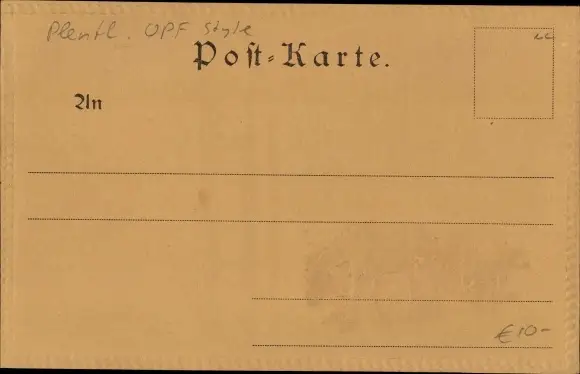 Plentl. OPF Style
Post-Karte.
An
€10-